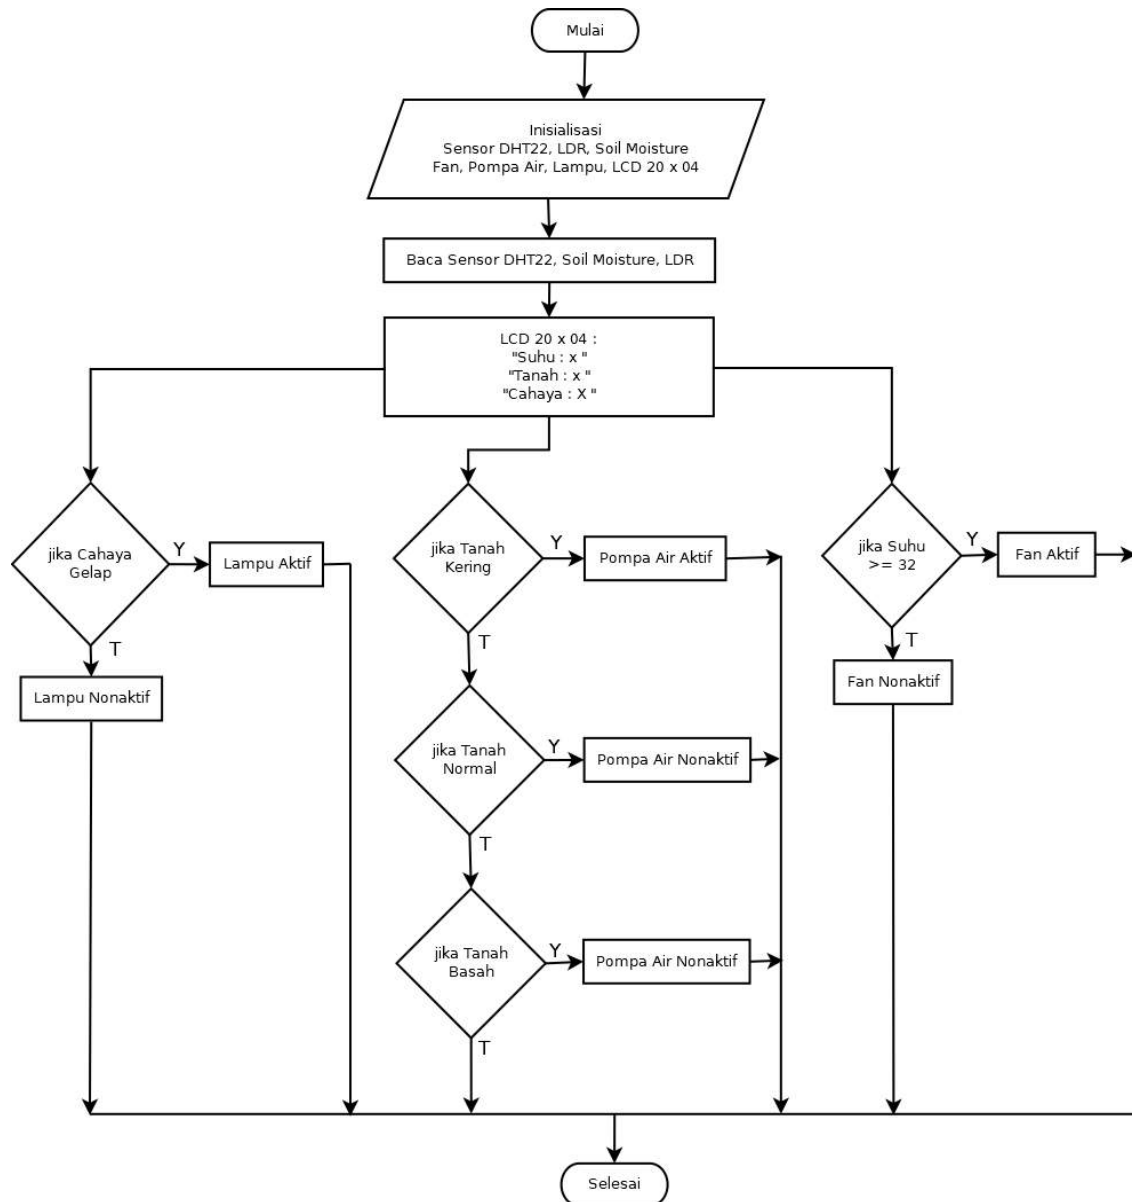 Mulai
Inisialisasi
Sensor DHT22, LDR, Soil Moisture
Fan, Pompa Air, Lampu, LCD 20 x 04
Baca Sensor DHT22, Soil Moisture, LDR
LCD 20 x 04 :
"Suhu : x "
"Tanah : x "
"Cahaya : X "
jika Cahaya
Gelap
Y
Lampu Aktif
T
Lampu Nonaktif
jika Tanah
Kering
Y
Pompa Air Aktif
T
jika Tanah
Normal
Y
Pompa Air Nonaktif
T
jika Tanah
Basah
Y
Pompa Air Nonaktif
T
jika Suhu
>= 32
Y
Fan Aktif
T
Fan Nonaktif
Selesai